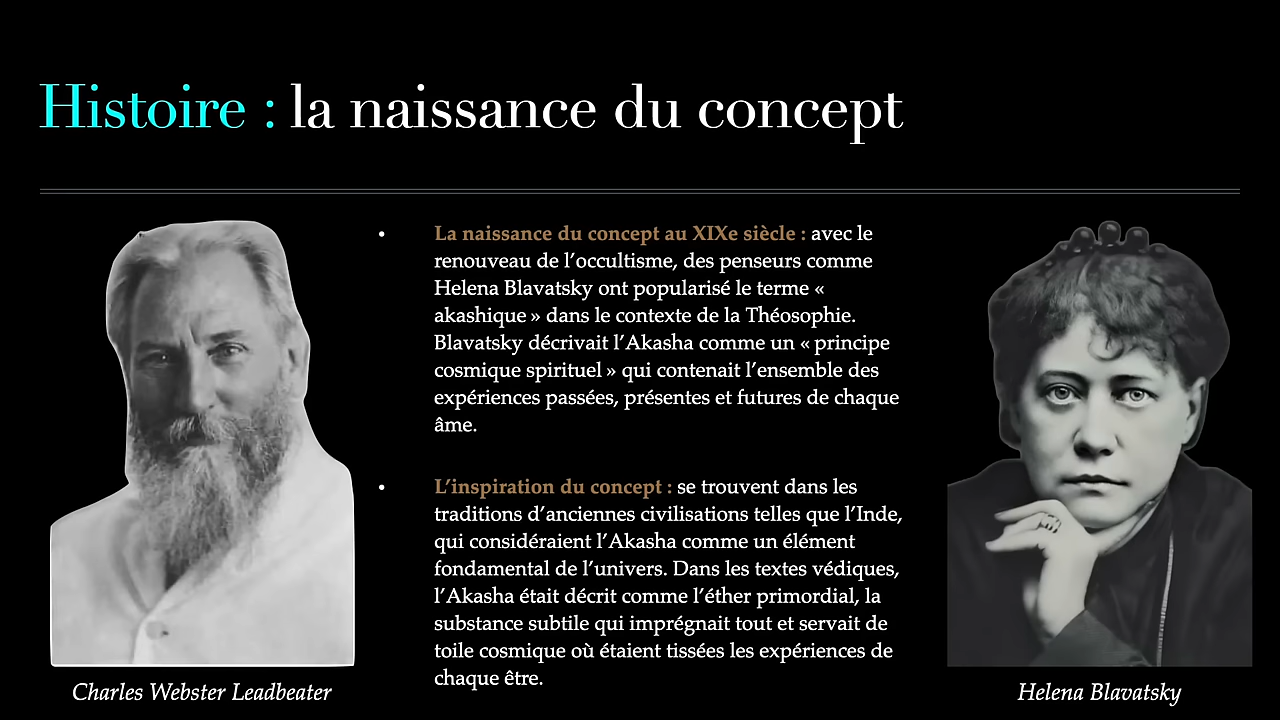 Histoire : la naissance du concept
• La naissance du concept au XIXe siècle : avec le
renouveau de l’occultisme, des penseurs comme
Helena Blavatsky ont popularisé le terme «
akashique » dans le contexte de la Théosophie.
Blavatsky décrivait l’Akasha comme un « principe
cosmique spirituel » qui contenait l’ensemble des
expériences passées, présentes et futures de chaque
âme.
• L’inspiration du concept : se trouvent dans les
traditions d’anciennes civilisations telles que l’Inde,
qui considéraient l’Akasha comme un élément
fondamental de l’univers. Dans les textes védiques,
l’Akasha était décrit comme l’éther primordial, la
substance subtile qui imprégnait tout et servait de
toile cosmique où étaient tissées les expériences de
chaque être.
Charles Webster Leadbeater
Helena Blavatsky